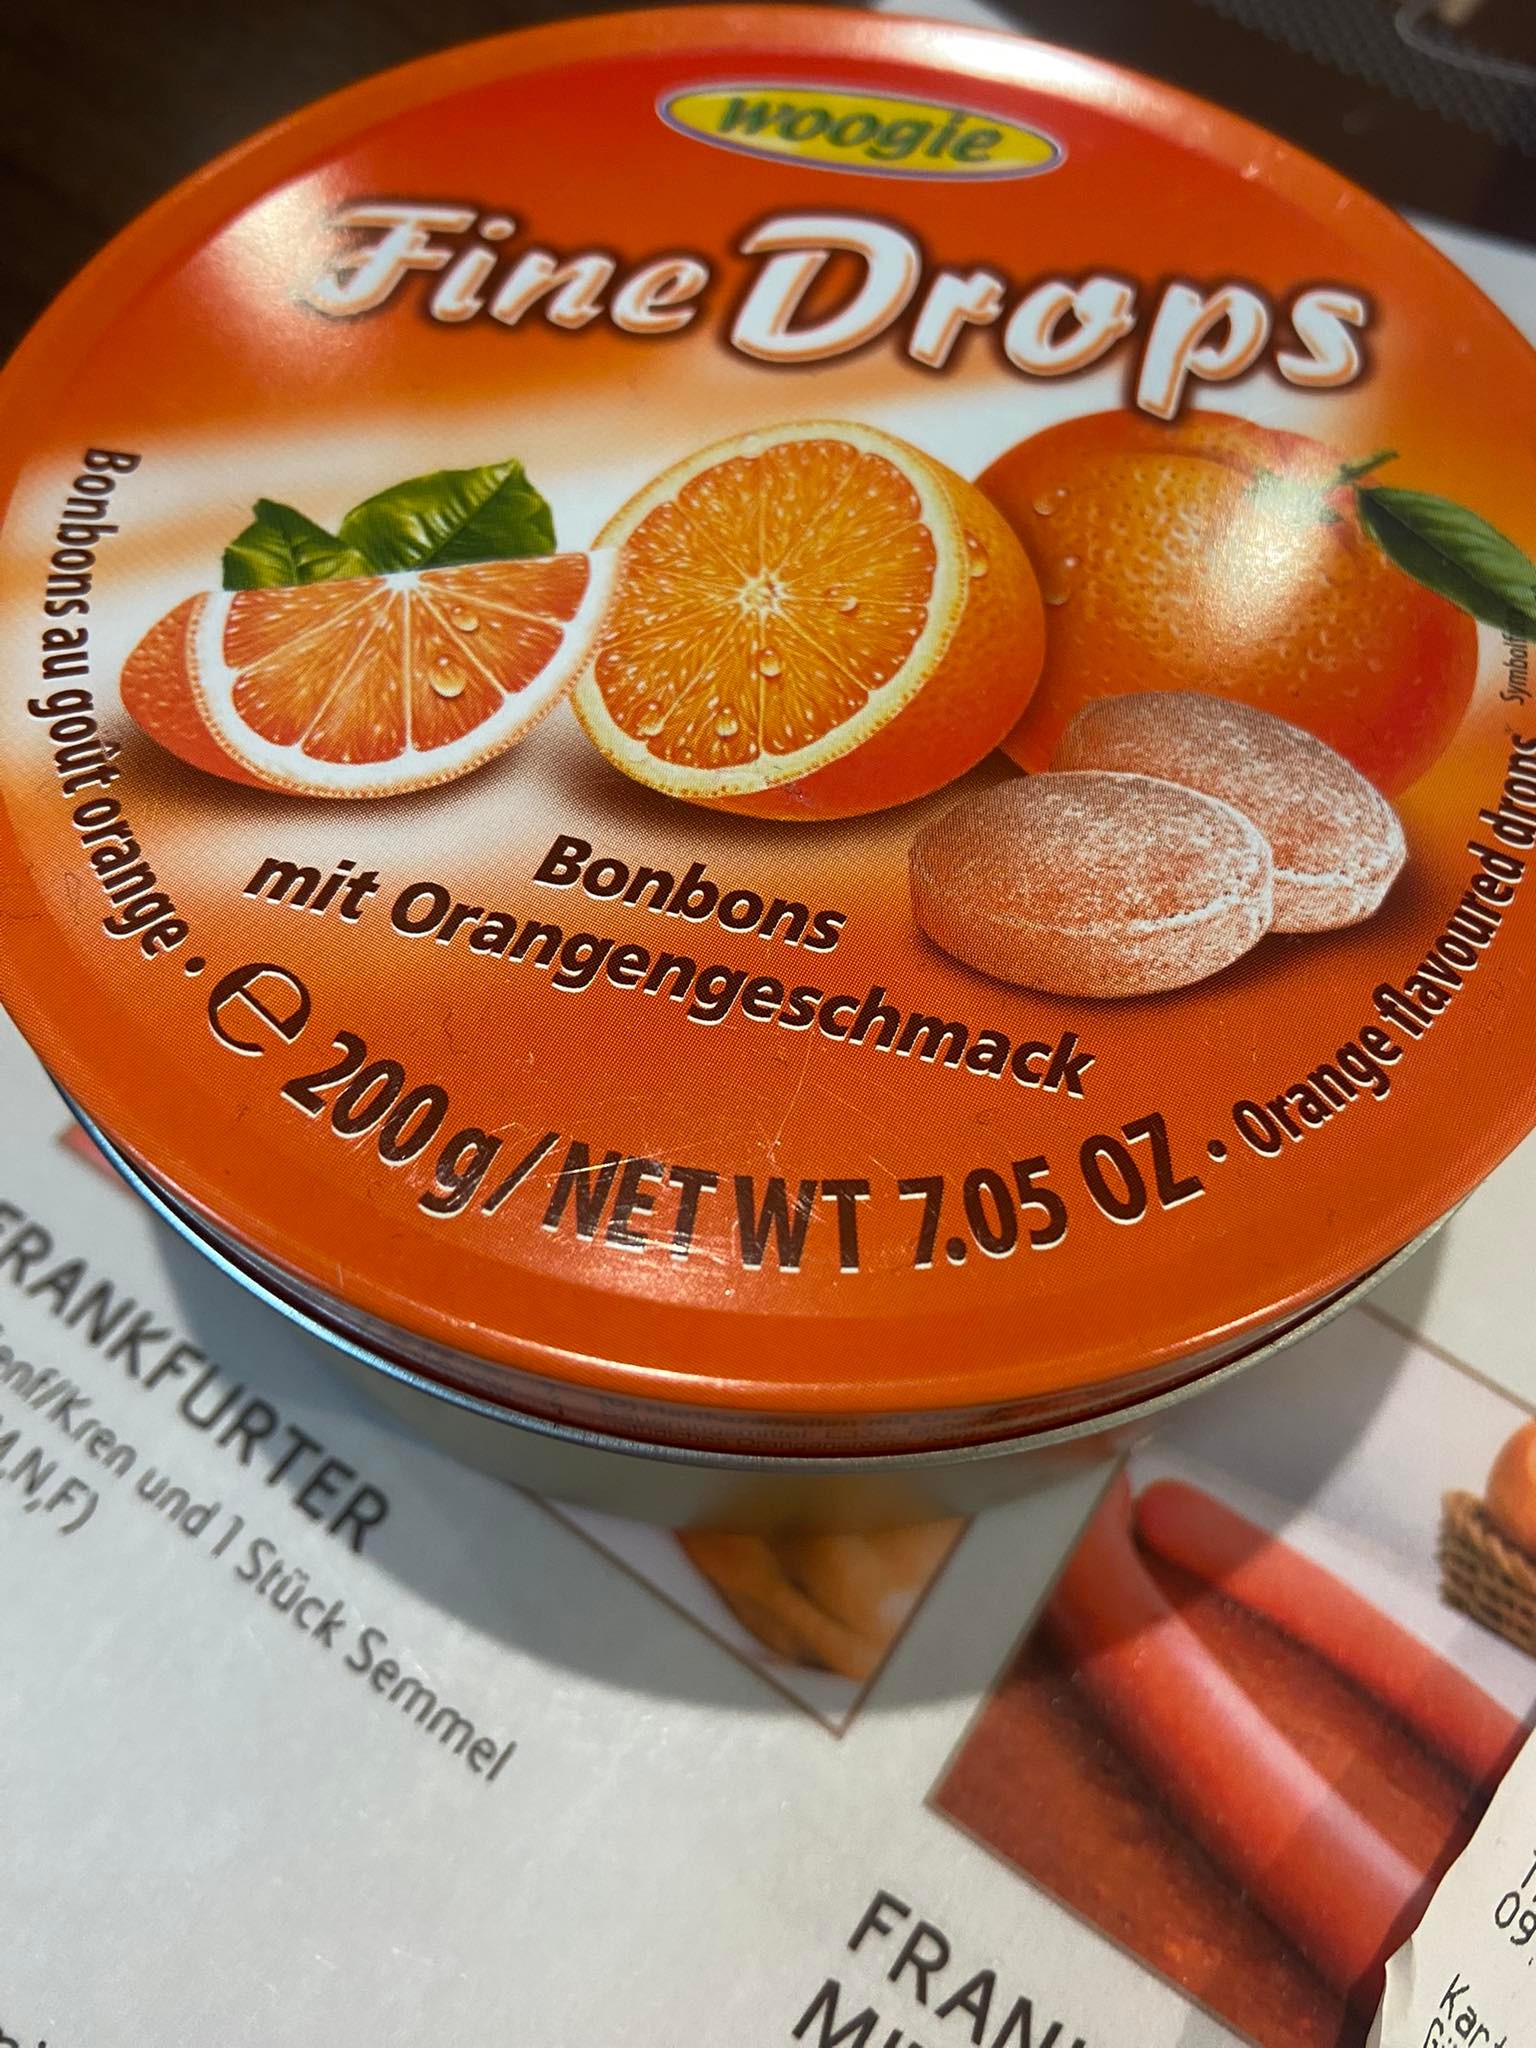 woogie
Fine Drops
Bonbons au goût orange ·
Bonbons
mit Orangengeschmack
℮ 200 g / NET WT 7.05 OZ ·
Orange flavoured drops
FRANKFURTER
und 1 Stück Semmel